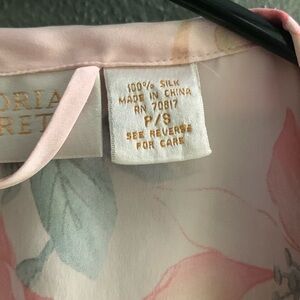 ORIA
RET
100% SILK
MADE IN CHINA
RN 70817
P/S
SEE REVERSE
FOR CARE